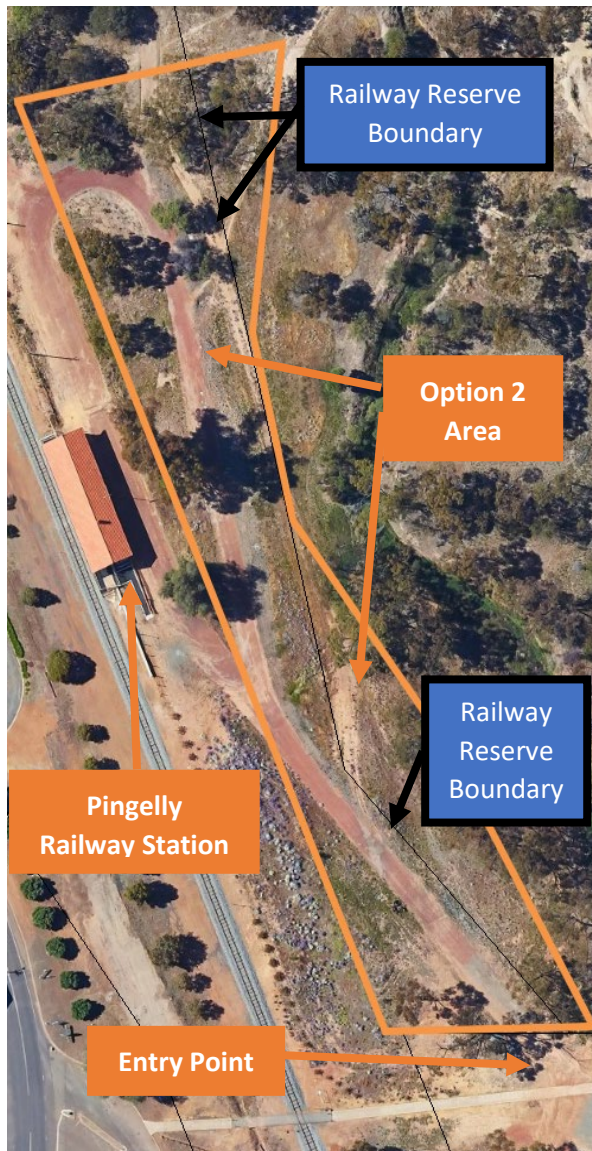 Railway Reserve
Boundary
Option 2
Area
Railway
Reserve
Boundary
Pingelly
Railway Station
Entry Point